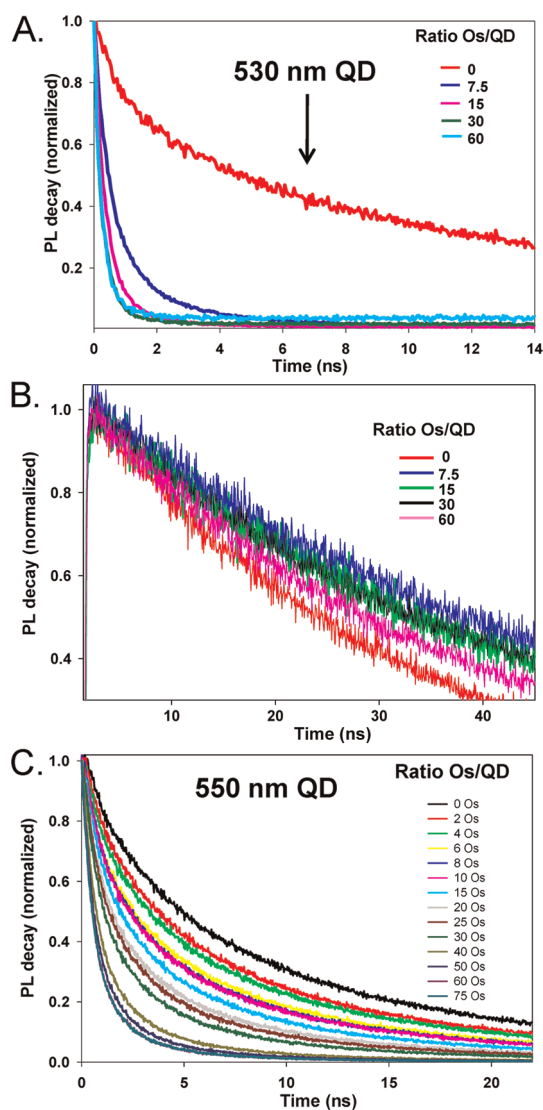 A.
Ratio Os/QD
530 nm QD
0
7.5
15
30
60
PL decay (normalized)
1.0
0.8
0.6
0.4
0.2
0 2 4 6 8 10 12 14
Time (ns)
B.
Ratio Os/QD
0
7.5
15
30
60
PL decay (normalized)
1.0
0.8
0.6
0.4
10 20 30 40
Time (ns)
C.
550 nm QD
Ratio Os/QD
0 Os
2 Os
4 Os
6 Os
8 Os
10 Os
15 Os
20 Os
25 Os
30 Os
40 Os
50 Os
60 Os
75 Os
PL decay (normalized)
1.0
0.8
0.6
0.4
0.2
0.0
0 5 10 15 20
Time (ns)